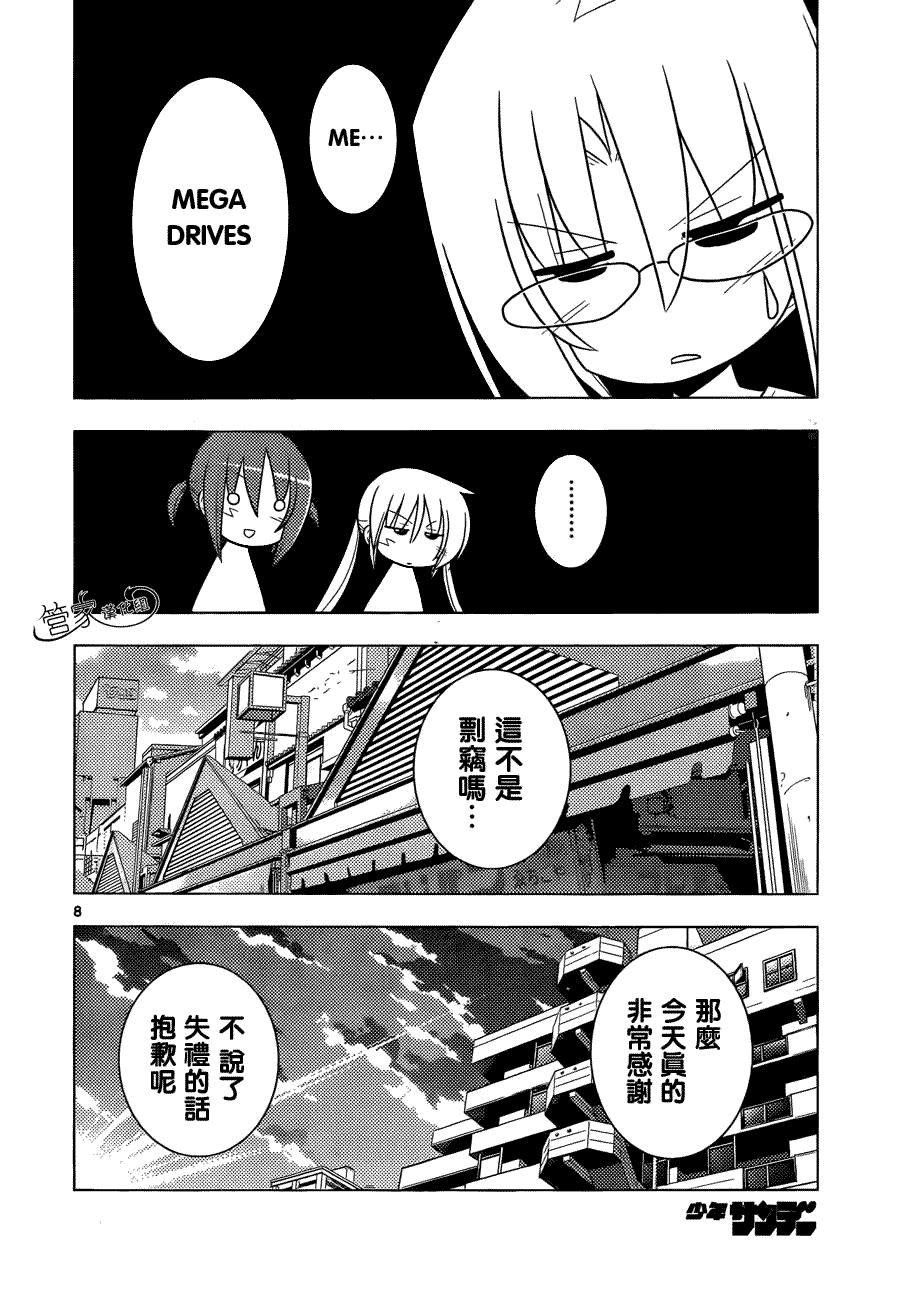 ME…
MEGA
DRIVES
………
管家
漢化組
這不是
剽竊嗎…
8
那麼
今天眞的
非常感謝
不說了
失禮的話
抱歉呢
少年サンデー